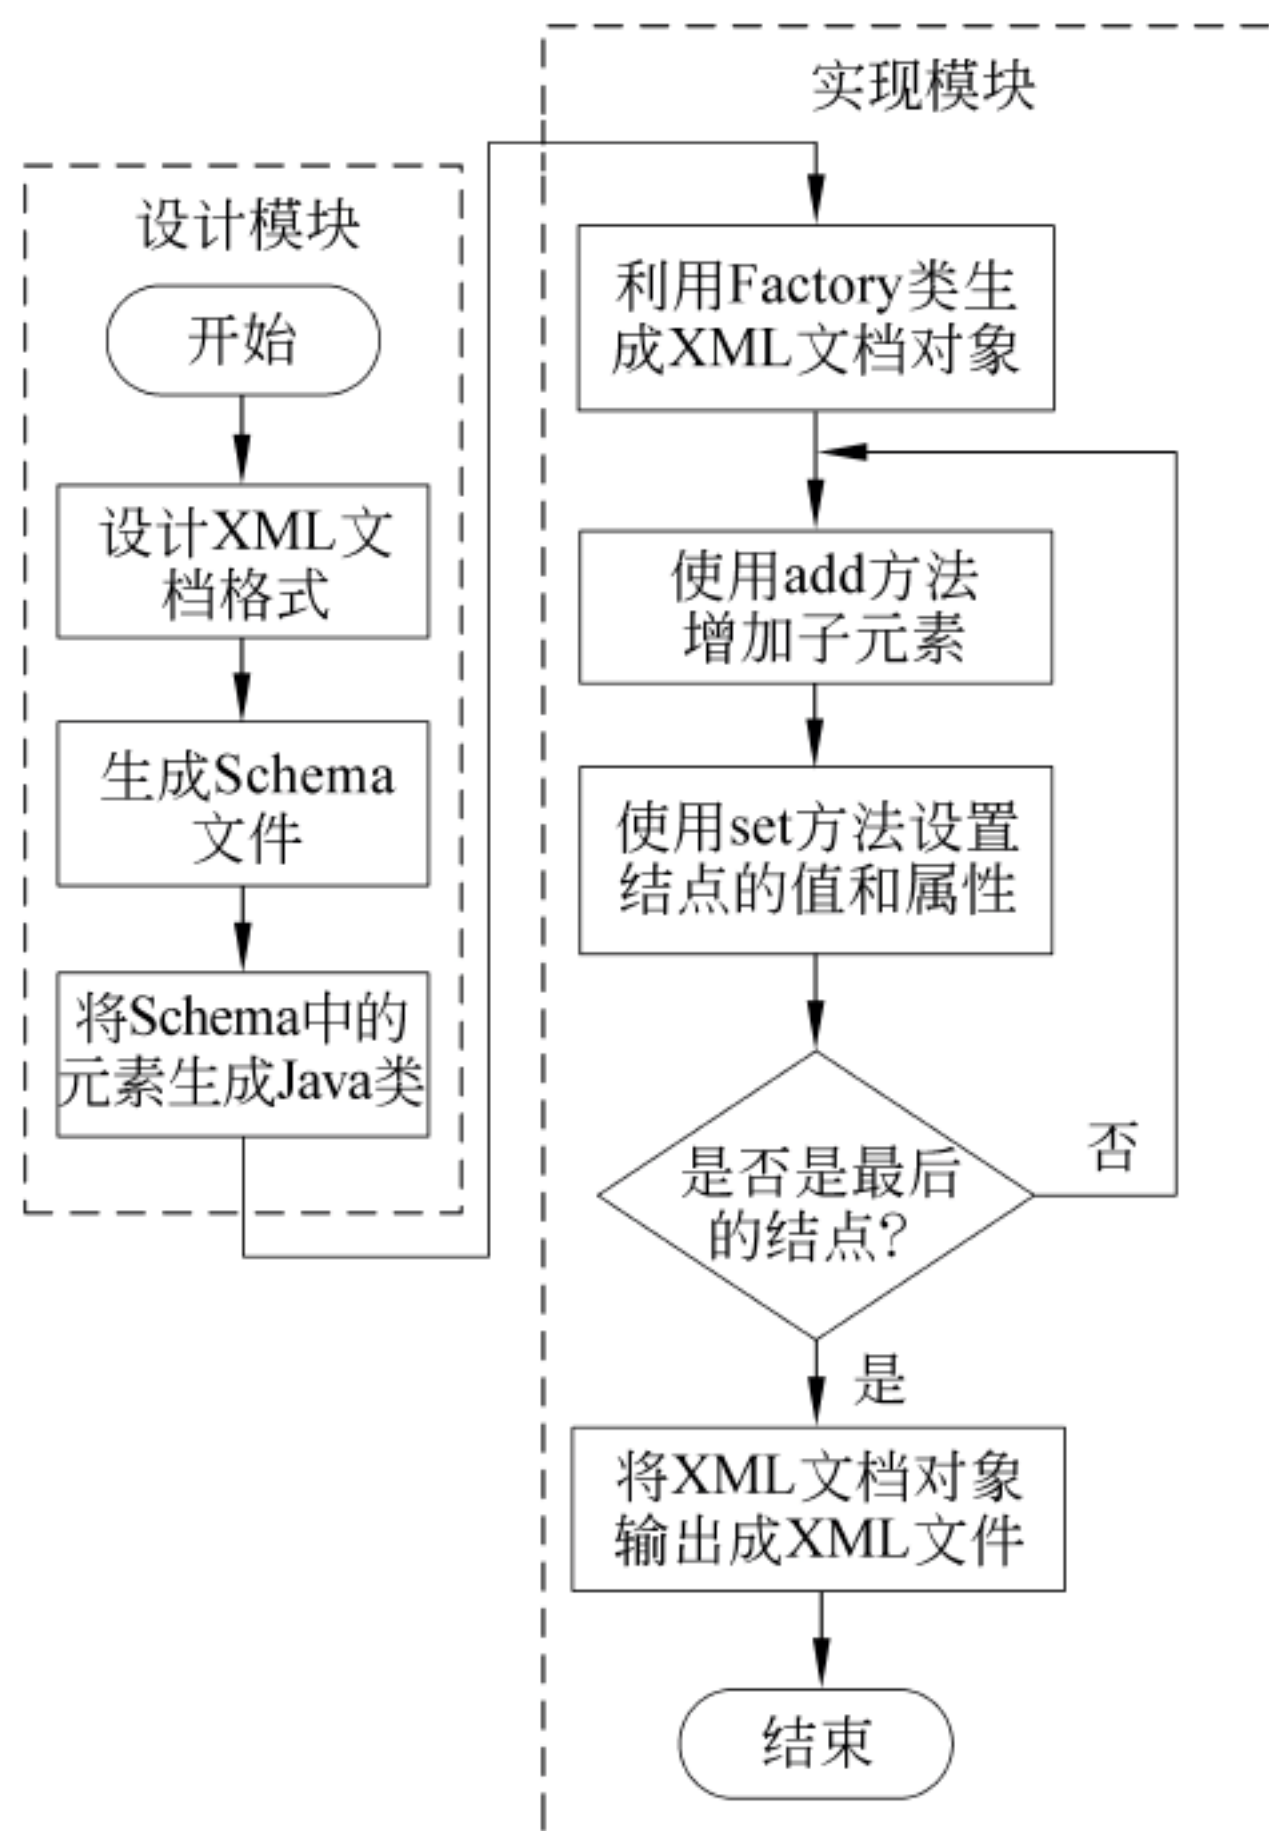 设计模块
开始
设计XML文
档格式
生成Schema
文件
将Schema中的
元素生成Java类
实现模块
利用Factory类生
成XML文档对象
使用add方法
增加子元素
使用set方法设置
结点的值和属性
是否是最后
的结点?
否
是
将XML文档对象
输出成XML文件
结束